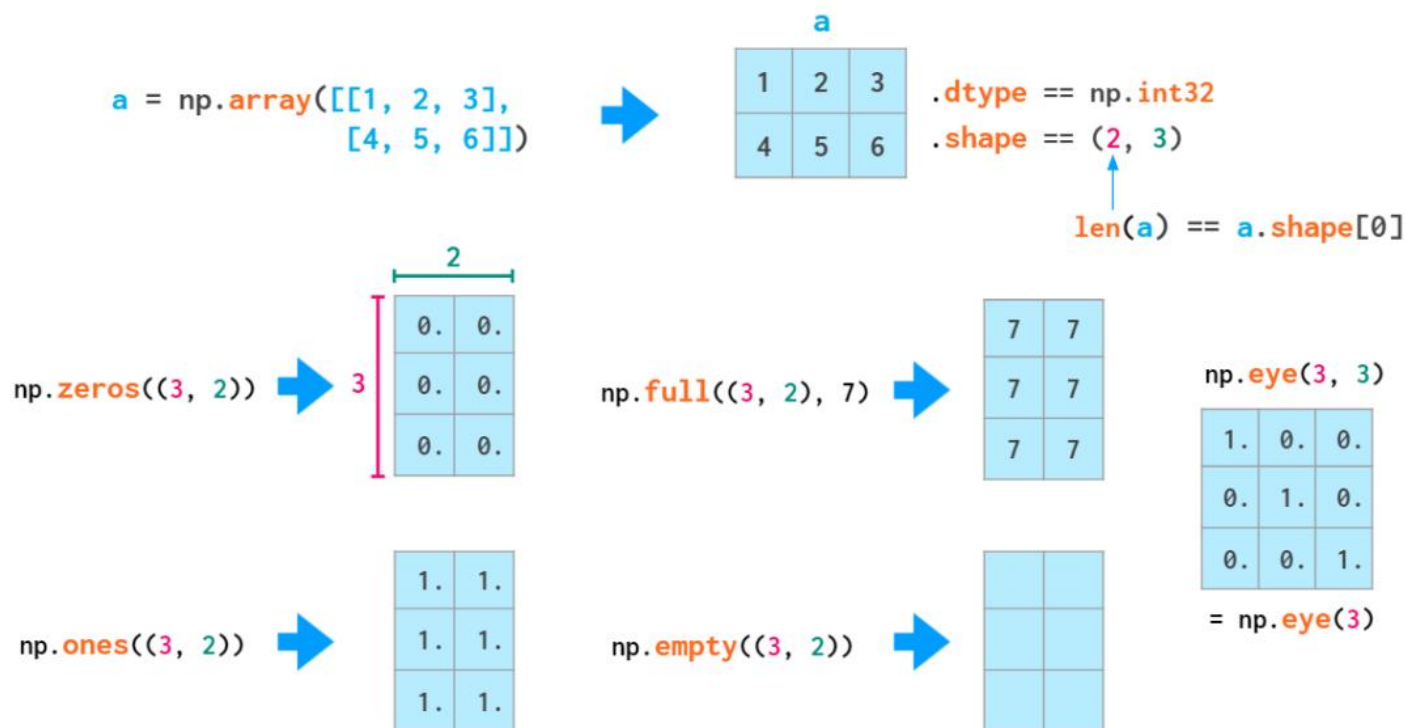 a
a = np.array([[1, 2, 3],
[4, 5, 6]])
1 2 3
4 5 6
.dtype == np.int32
.shape == (2, 3)
len(a) == a.shape[0]
np.zeros((3, 2))
2
3
0. 0.
0. 0.
0. 0.
np.full((3, 2), 7)
7 7
7 7
7 7
np.eye(3, 3)
1. 0. 0.
0. 1. 0.
0. 0. 1.
= np.eye(3)
np.ones((3, 2))
1. 1.
1. 1.
1. 1.
np.empty((3, 2))